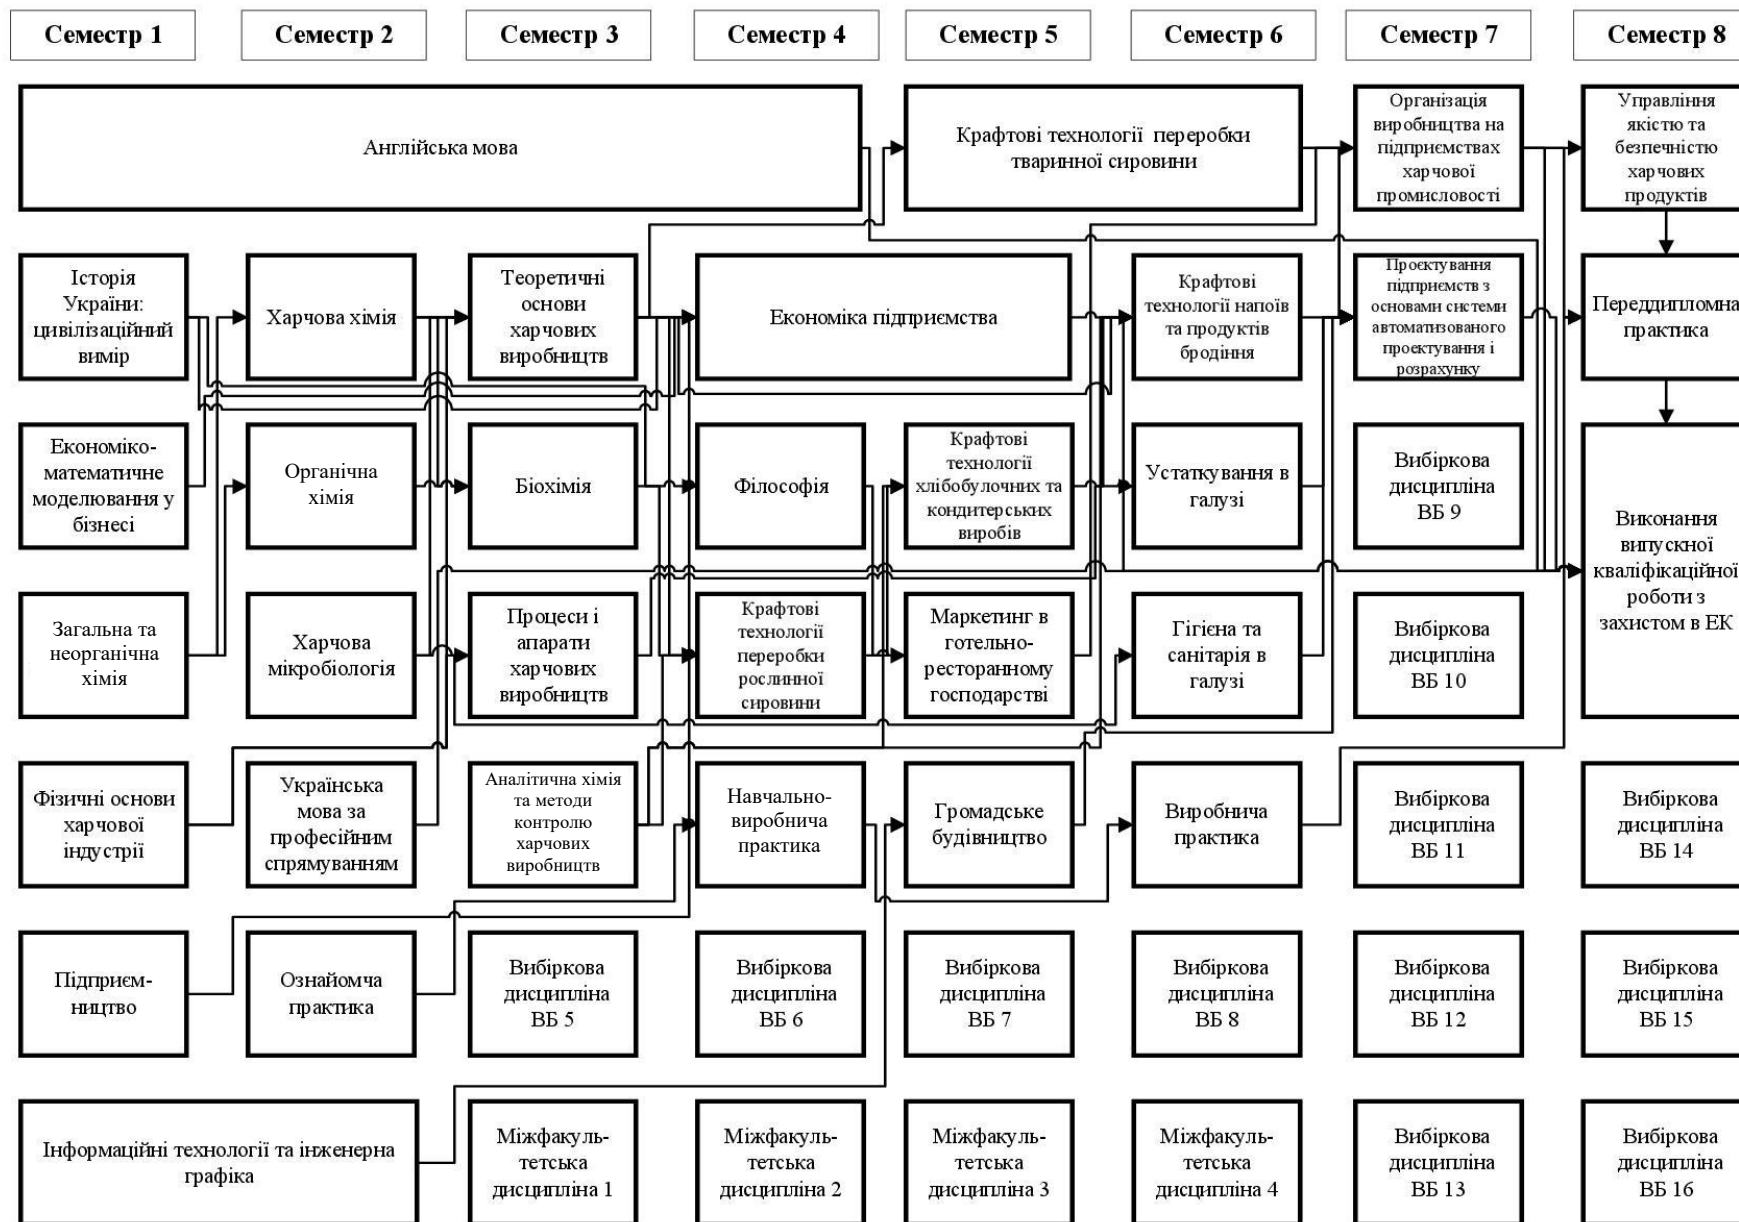 Семестр 1
Семестр 2
Семестр 3
Семестр 4
Семестр 5
Семестр 6
Семестр 7
Семестр 8
Англійська мова
Крафтові технології переробки
тваринної сировини
Організація
виробництва на
підприємствах
харчової
промисловості
Управління
якістю та
безпечністю
харчових
продуктів
Історія
України:
цивілізаційний
вимір
Харчова хімія
Теоретичні
основи
харчових
виробництв
Економіка підприємства
Крафтові
технології напоїв
та продуктів
бродіння
Проєктування
підприємств з
основами системи
автоматизованого
проектування і
розрахунку
Переддипломна
практика
Економіко-
математичне
моделювання у
бізнесі
Органічна
хімія
Біохімія
Філософія
Крафтові
технології
хлібобулочних та
кондитерських
виробів
Устаткування в
галузі
Вибіркова
дисципліна
ВБ 9
Виконання
випускної
кваліфікаційної
роботи з
захистом в ЕК
Загальна та
неорганічна
хімія
Харчова
мікробіологія
Процеси і
апарати
харчових
виробництв
Крафтові
технології
переробки
рослинної
сировини
Маркетинг в
готельно-
ресторанному
господарстві
Гігієна та
санітарія в
галузі
Вибіркова
дисципліна
ВБ 10
Фізичні основи
харчової
індустрії
Українська
мова за
професійним
спрямуванням
Аналітична хімія
та методи
контролю
харчових
виробництв
Навчально-
виробнича
практика
Громадське
будівництво
Виробнича
практика
Вибіркова
дисципліна
ВБ 11
Вибіркова
дисципліна
ВБ 14
Підприєм-
ництво
Ознайомча
практика
Вибіркова
дисципліна
ВБ 5
Вибіркова
дисципліна
ВБ 6
Вибіркова
дисципліна
ВБ 7
Вибіркова
дисципліна
ВБ 8
Вибіркова
дисципліна
ВБ 12
Вибіркова
дисципліна
ВБ 15
Інформаційні технології та інженерна
графіка
Міжфакуль-
тетська
дисципліна 1
Міжфакуль-
тетська
дисципліна 2
Міжфакуль-
тетська
дисципліна 3
Міжфакуль-
тетська
дисципліна 4
Вибіркова
дисципліна
ВБ 13
Вибіркова
дисципліна
ВБ 16